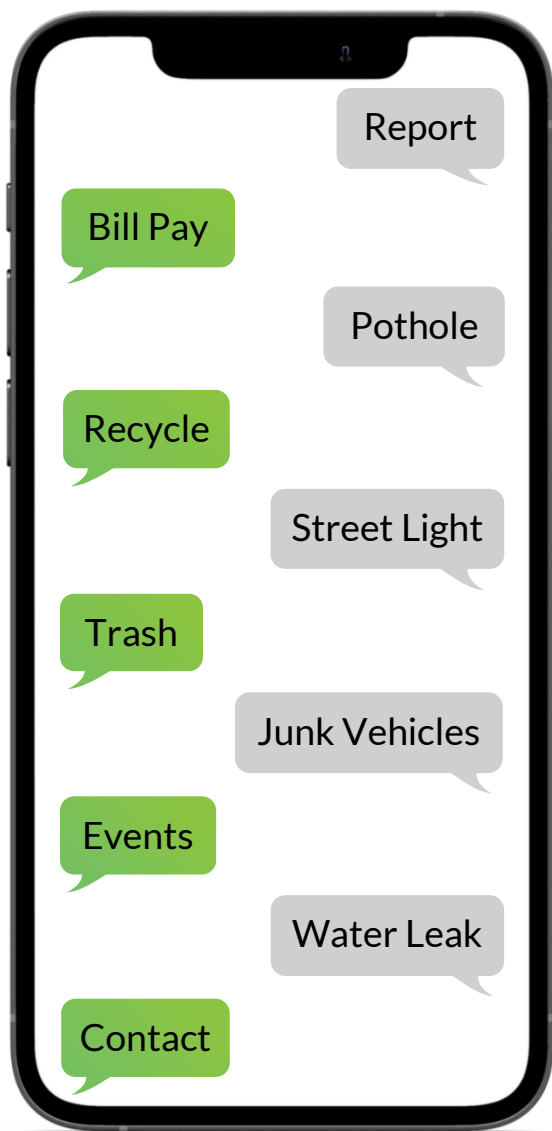 Report
Bill Pay
Pothole
Recycle
Street Light
Trash
Junk Vehicles
Events
Water Leak
Contact